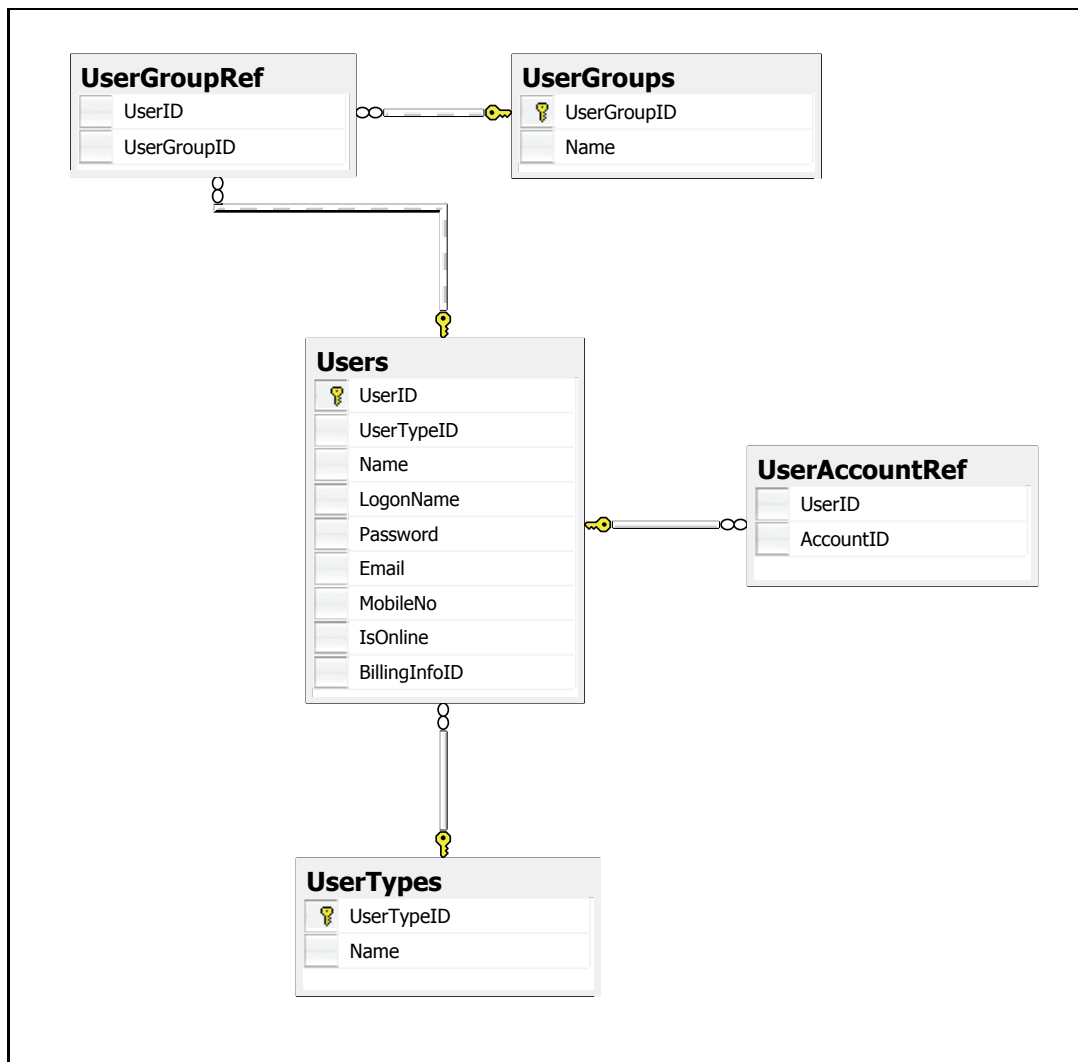 UserGroupRef
UserID
UserGroupID
UserGroups
UserGroupID
Name
Users
UserID
UserTypeID
Name
LogonName
Password
Email
MobileNo
IsOnline
BillingInfoID
UserAccountRef
UserID
AccountID
UserTypes
UserTypeID
Name